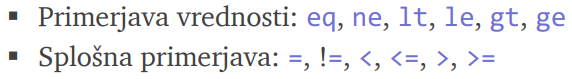 ▪ Primerjava vrednosti: eq, ne, lt, le, gt, ge
▪ Splošna primerjava: =, !=, <, <=, >, >=